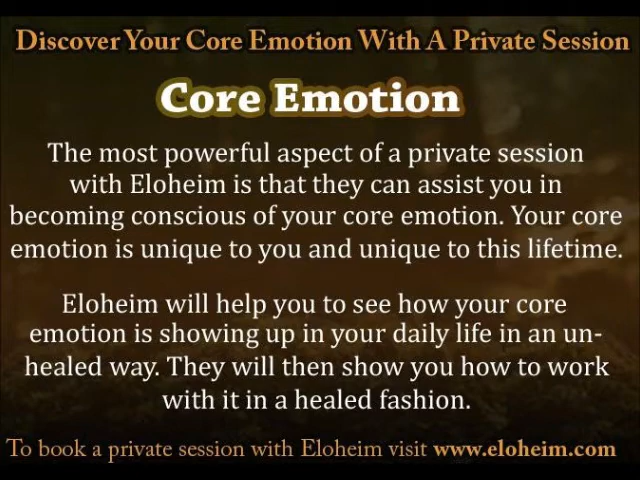 Discover Your Core Emotion With A Private Session
Core Emotion
The most powerful aspect of a private session
with Eloheim is that they can assist you in
becoming conscious of your core emotion. Your core
emotion is unique to you and unique to this lifetime.
Eloheim will help you to see how your core
emotion is showing up in your daily life in an un-
healed way. They will then show you how to work
with it in a healed fashion.
To book a private session with Eloheim visit www.eloheim.com